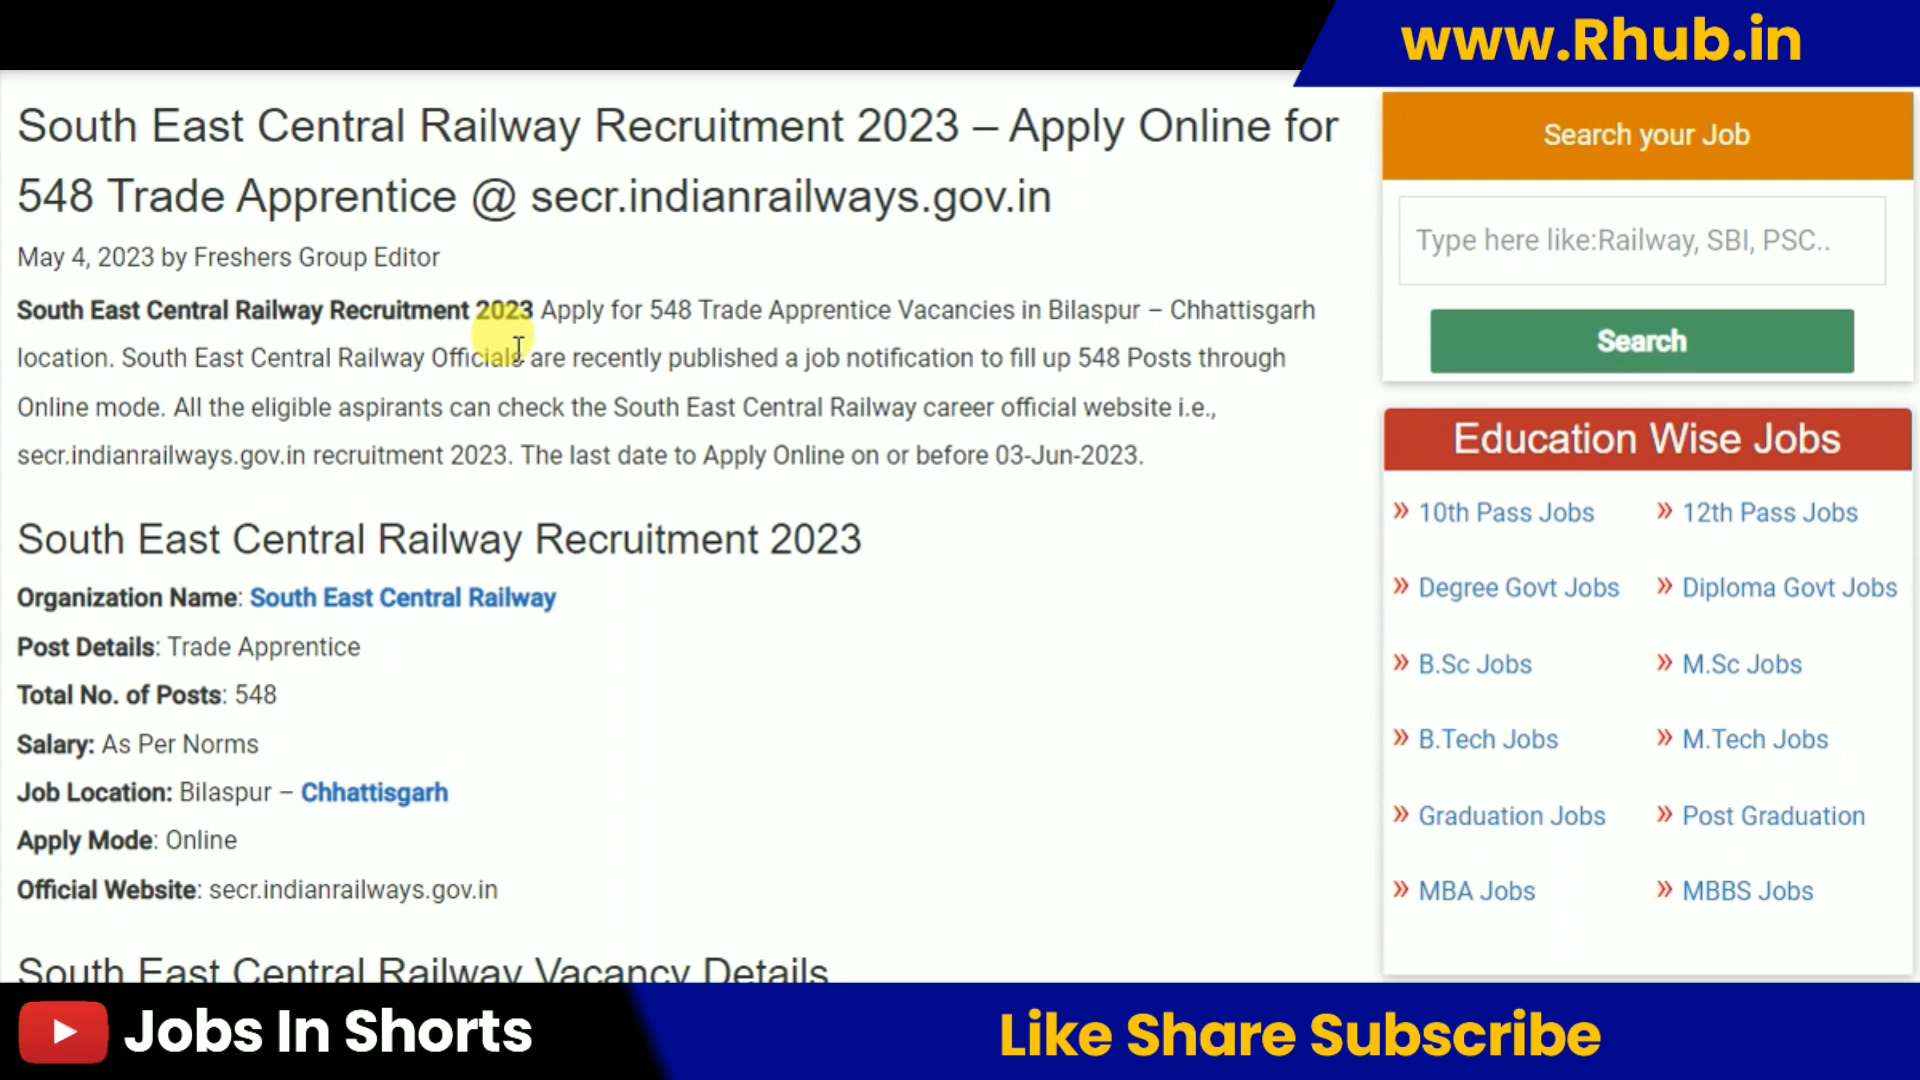 www.Rhub.in
South East Central Railway Recruitment 2023 – Apply Online for
548 Trade Apprentice @ secr.indianrailways.gov.in
May 4, 2023 by Freshers Group Editor
South East Central Railway Recruitment 2023 Apply for 548 Trade Apprentice Vacancies in Bilaspur – Chhattisgarh
location. South East Central Railway Officials are recently published a job notification to fill up 548 Posts through
Online mode. All the eligible aspirants can check the South East Central Railway career official website i.e.,
secr.indianrailways.gov.in recruitment 2023. The last date to Apply Online on or before 03-Jun-2023.
South East Central Railway Recruitment 2023
Organization Name: South East Central Railway
Post Details: Trade Apprentice
Total No. of Posts: 548
Salary: As Per Norms
Job Location: Bilaspur – Chhattisgarh
Apply Mode: Online
Official Website: secr.indianrailways.gov.in
South East Central Railway Vacancy Details
Search your Job
Type here like:Railway, SBI, PSC..
Search
Education Wise Jobs
» 10th Pass Jobs » 12th Pass Jobs
» Degree Govt Jobs » Diploma Govt Jobs
» B.Sc Jobs » M.Sc Jobs
» B.Tech Jobs » M.Tech Jobs
» Graduation Jobs » Post Graduation
» MBA Jobs » MBBS Jobs
Jobs In Shorts
Like Share Subscribe